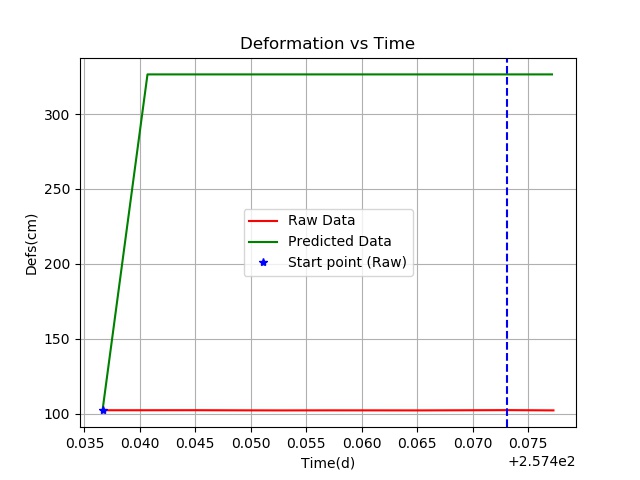 Deformation vs Time
Defs(cm)
300
250
200
150
100
Raw Data
Predicted Data
Start point (Raw)
0.035 0.040 0.045 0.050 0.055 0.060 0.065 0.070 0.075
Time(d)
+2.574e2